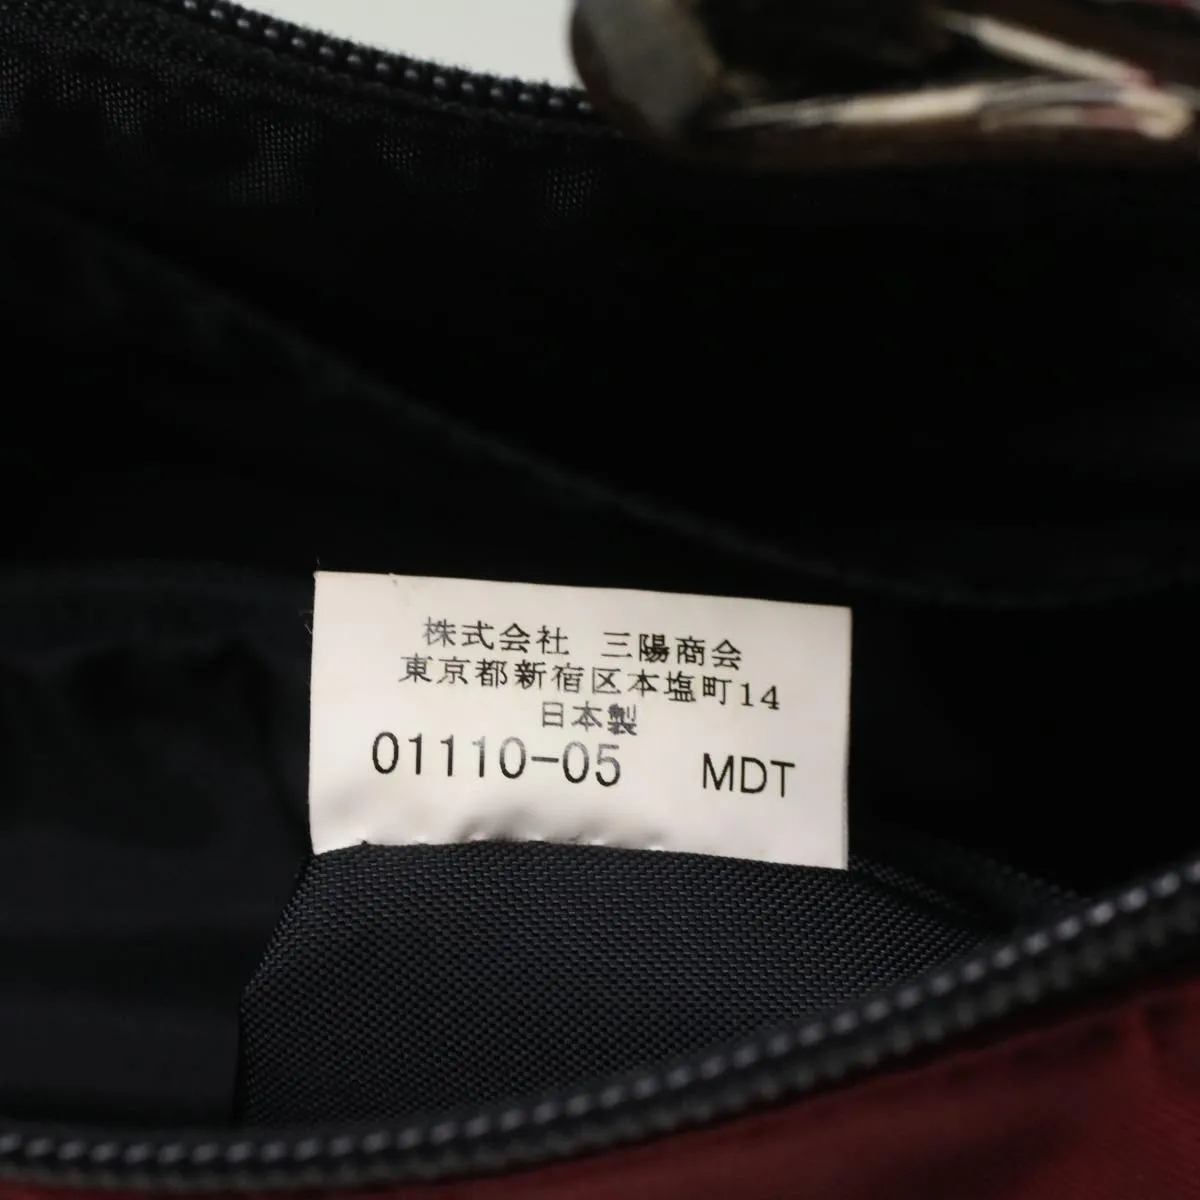 株式会社　三陽商会
東京都新宿区本塩町14
日本製
01110-05　MDT